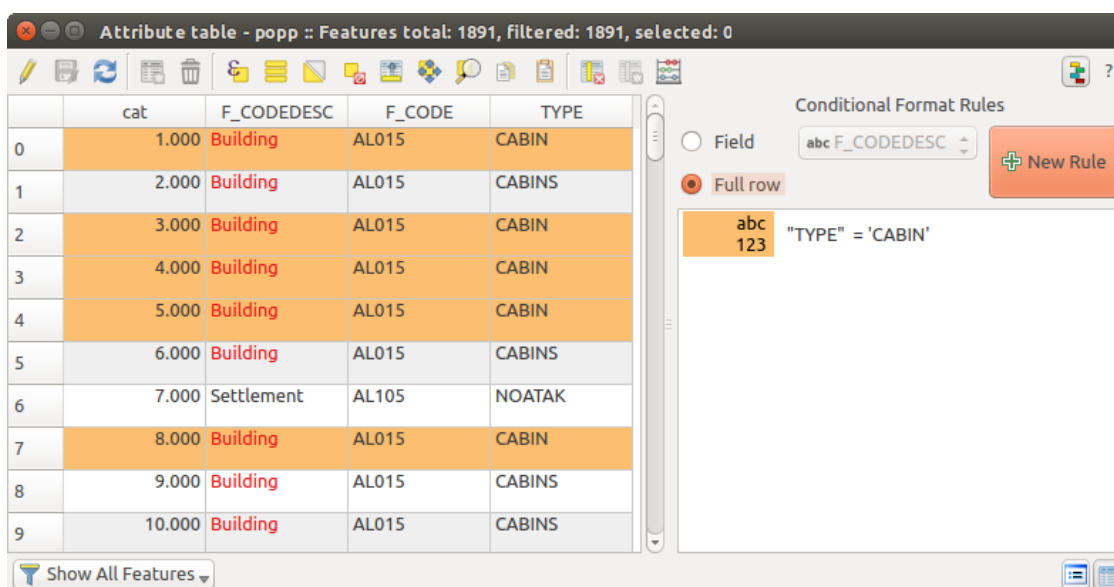 Attribute table - popp :: Features total: 1891, filtered: 1891, selected: 0
?
cat F_CODEDESC F_CODE TYPE
0 1.000 Building AL015 CABIN
1 2.000 Building AL015 CABINS
2 3.000 Building AL015 CABIN
3 4.000 Building AL015 CABIN
4 5.000 Building AL015 CABIN
5 6.000 Building AL015 CABINS
6 7.000 Settlement AL105 NOATAK
7 8.000 Building AL015 CABIN
8 9.000 Building AL015 CABINS
9 10.000 Building AL015 CABINS
Conditional Format Rules
Field abc F_CODEDESC
New Rule
Full row
abc
123
"TYPE" = 'CABIN'
Show All Features